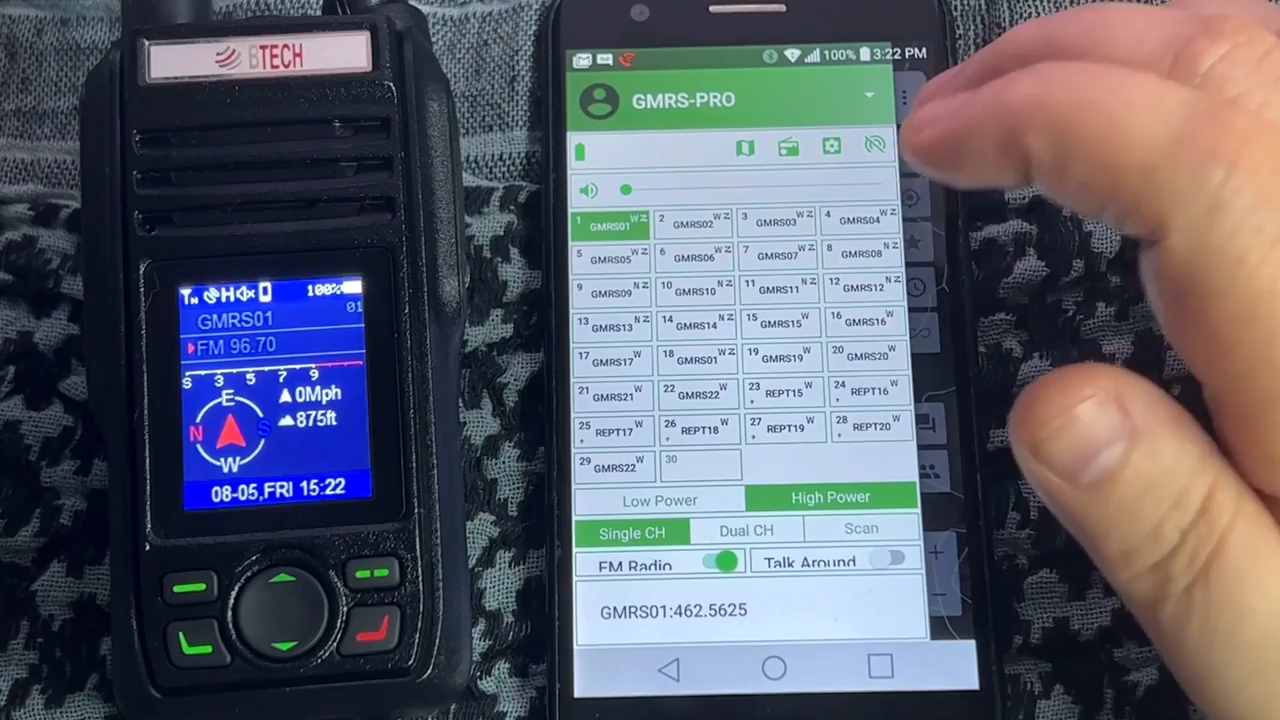 BTECH
100%
GMRS01
01
FM 96.70
S 3 5 7 9
E
N
S
W
0Mph
875ft
08-05,FRI 15:22
100% 3:22 PM
GMRS-PRO
1 GMRS01 W Z
2 GMRS02 W Z
3 GMRS03 W Z
4 GMRS04 W Z
5 GMRS05 W Z
6 GMRS06 W Z
7 GMRS07 W Z
8 GMRS08 N Z
9 GMRS09 N Z
10 GMRS10 N Z
11 GMRS11 N Z
12 GMRS12 N Z
13 GMRS13 N Z
14 GMRS14 N Z
15 GMRS15 W
16 GMRS16 W
17 GMRS17 W
18 GMRS01 W Z
19 GMRS19 W
20 GMRS20 W
21 GMRS21 W
22 GMRS22 W
23 + REPT15 W
24 + REPT16 W
25 + REPT17 W
26 + REPT18 W
27 + REPT19 W
28 + REPT20 W
29 GMRS22 W
30
Low Power High Power
Single CH Dual CH Scan
FM Radio Talk Around
GMRS01:462.5625